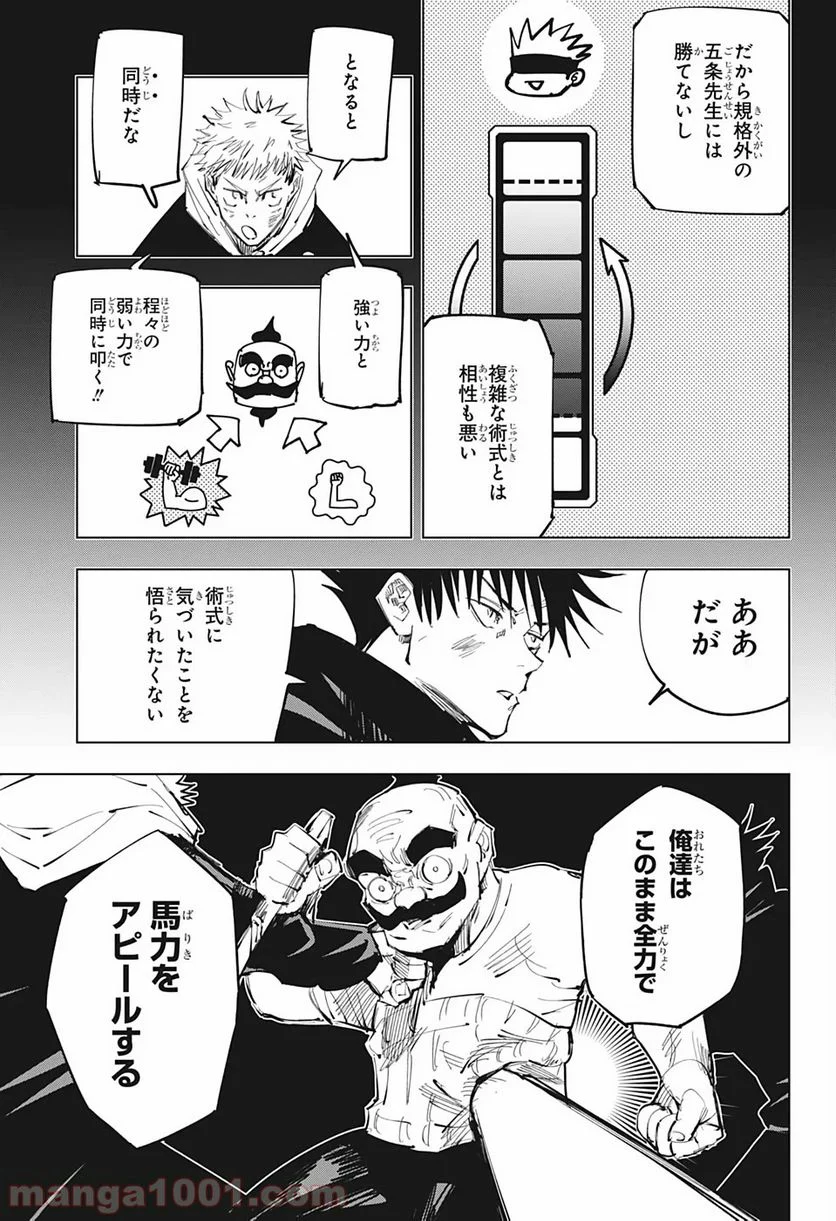 だから規格外の
五条先生には
勝てないし
複雑な術式とは
相性も悪い
となると
同時だな
強い力と
程々の
弱い力で
同時に叩く!!
ああ
だが
術式に
気づいたことを
悟られたくない
俺達は
このまま全力で
馬力を
アピールする
manga1001.com